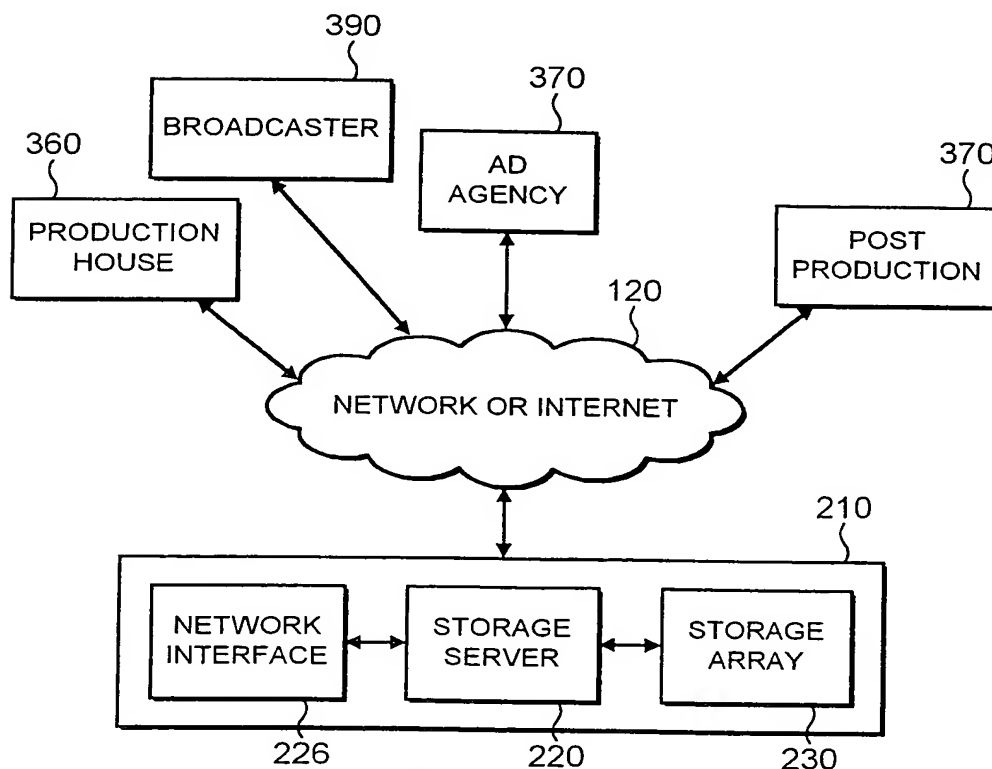 390
370
360
BROADCASTER
AD
AGENCY
370
PRODUCTION
HOUSE
POST
PRODUCTION
120
NETWORK OR INTERNET
210
NETWORK
INTERFACE
STORAGE
SERVER
STORAGE
ARRAY
226
220
230